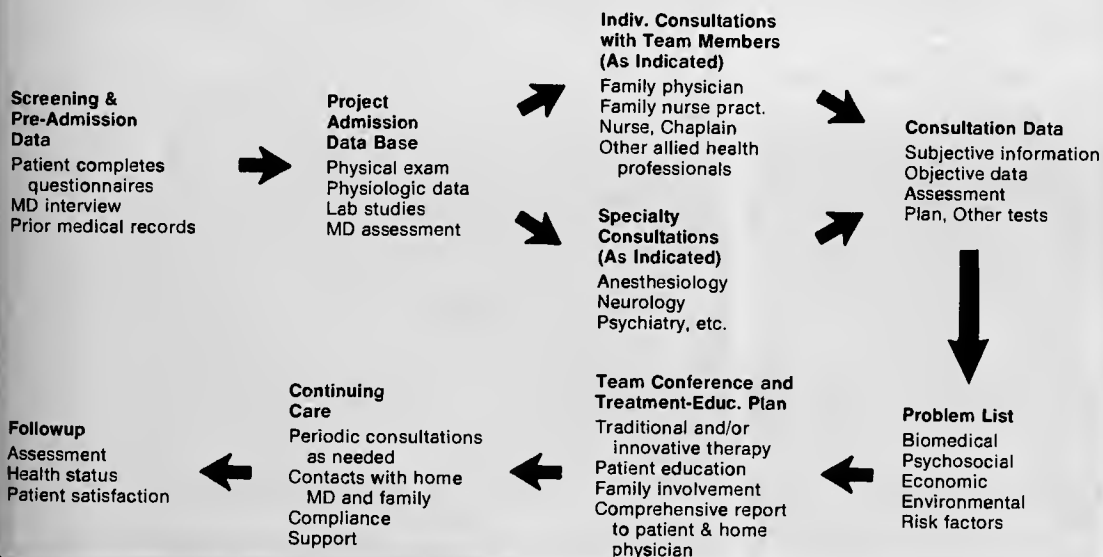 Screening &
Pre-Admission
Data
Patient completes
questionnaires
MD interview
Prior medical records
Project
Admission
Data Base
Physical exam
Physiologic data
Lab studies
MD assessment
Indiv. Consultations
with Team Members
(As Indicated)
Family physician
Family nurse pract.
Nurse, Chaplain
Other allied health
professionals
Specialty
Consultations
(As Indicated)
Anesthesiology
Neurology
Psychiatry, etc.
Consultation Data
Subjective information
Objective data
Assessment
Plan, Other tests
Problem List
Biomedical
Psychosocial
Economic
Environmental
Risk factors
Team Conference and
Treatment-Educ. Plan
Traditional and/or
innovative therapy
Patient education
Family involvement
Comprehensive report
to patient & home
physician
Continuing
Care
Periodic consultations
as needed
Contacts with home
MD and family
Compliance
Support
Followup
Assessment
Health status
Patient satisfaction